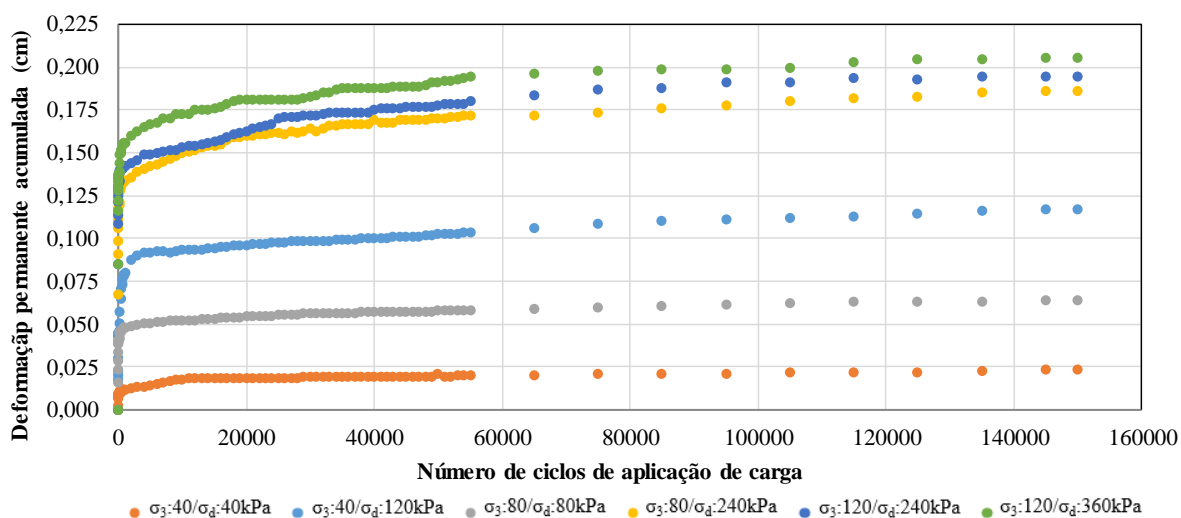 Deformaçãp permanente acumulada (cm)
0,225
0,200
0,175
0,150
0,125
0,100
0,075
0,050
0,025
0,000
0 20000 40000 60000 80000 100000 120000 140000 160000
Número de ciclos de aplicação de carga
σ3:40/σd:40kPa σ3:40/σd:120kPa σ3:80/σd:80kPa σ3:80/σd:240kPa σ3:120/σd:240kPa σ3:120/σd:360kPa